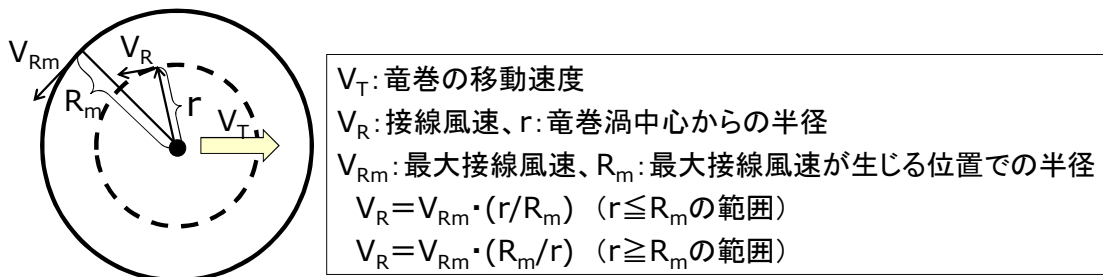 V_Rm
V_R
R_m
r
V_T
V_T：竜巻の移動速度
V_R：接線風速、r：竜巻渦中心からの半径
V_Rm：最大接線風速、R_m：最大接線風速が生じる位置での半径
V_R＝V_Rm・(r/R_m) （r≦R_mの範囲）
V_R＝V_Rm・(R_m/r) （r≧R_mの範囲）